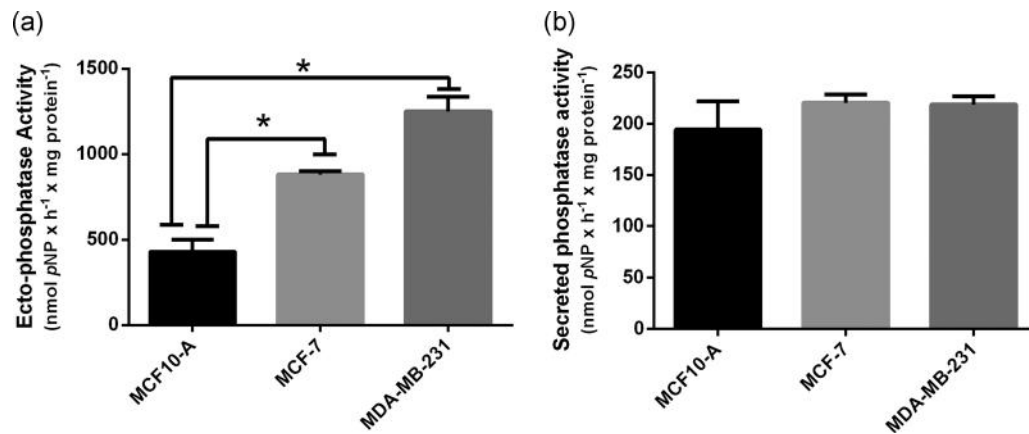 (a)
Ecto-phosphatase Activity
(nmol pNP x h⁻¹ x mg protein⁻¹)
1500
1000
500
0
*
*
MCF10-A
MCF-7
MDA-MB-231
(b)
Secreted phosphatase activity
(nmol pNP x h⁻¹ x mg protein⁻¹)
250
200
150
100
50
0
MCF10-A
MCF-7
MDA-MB-231